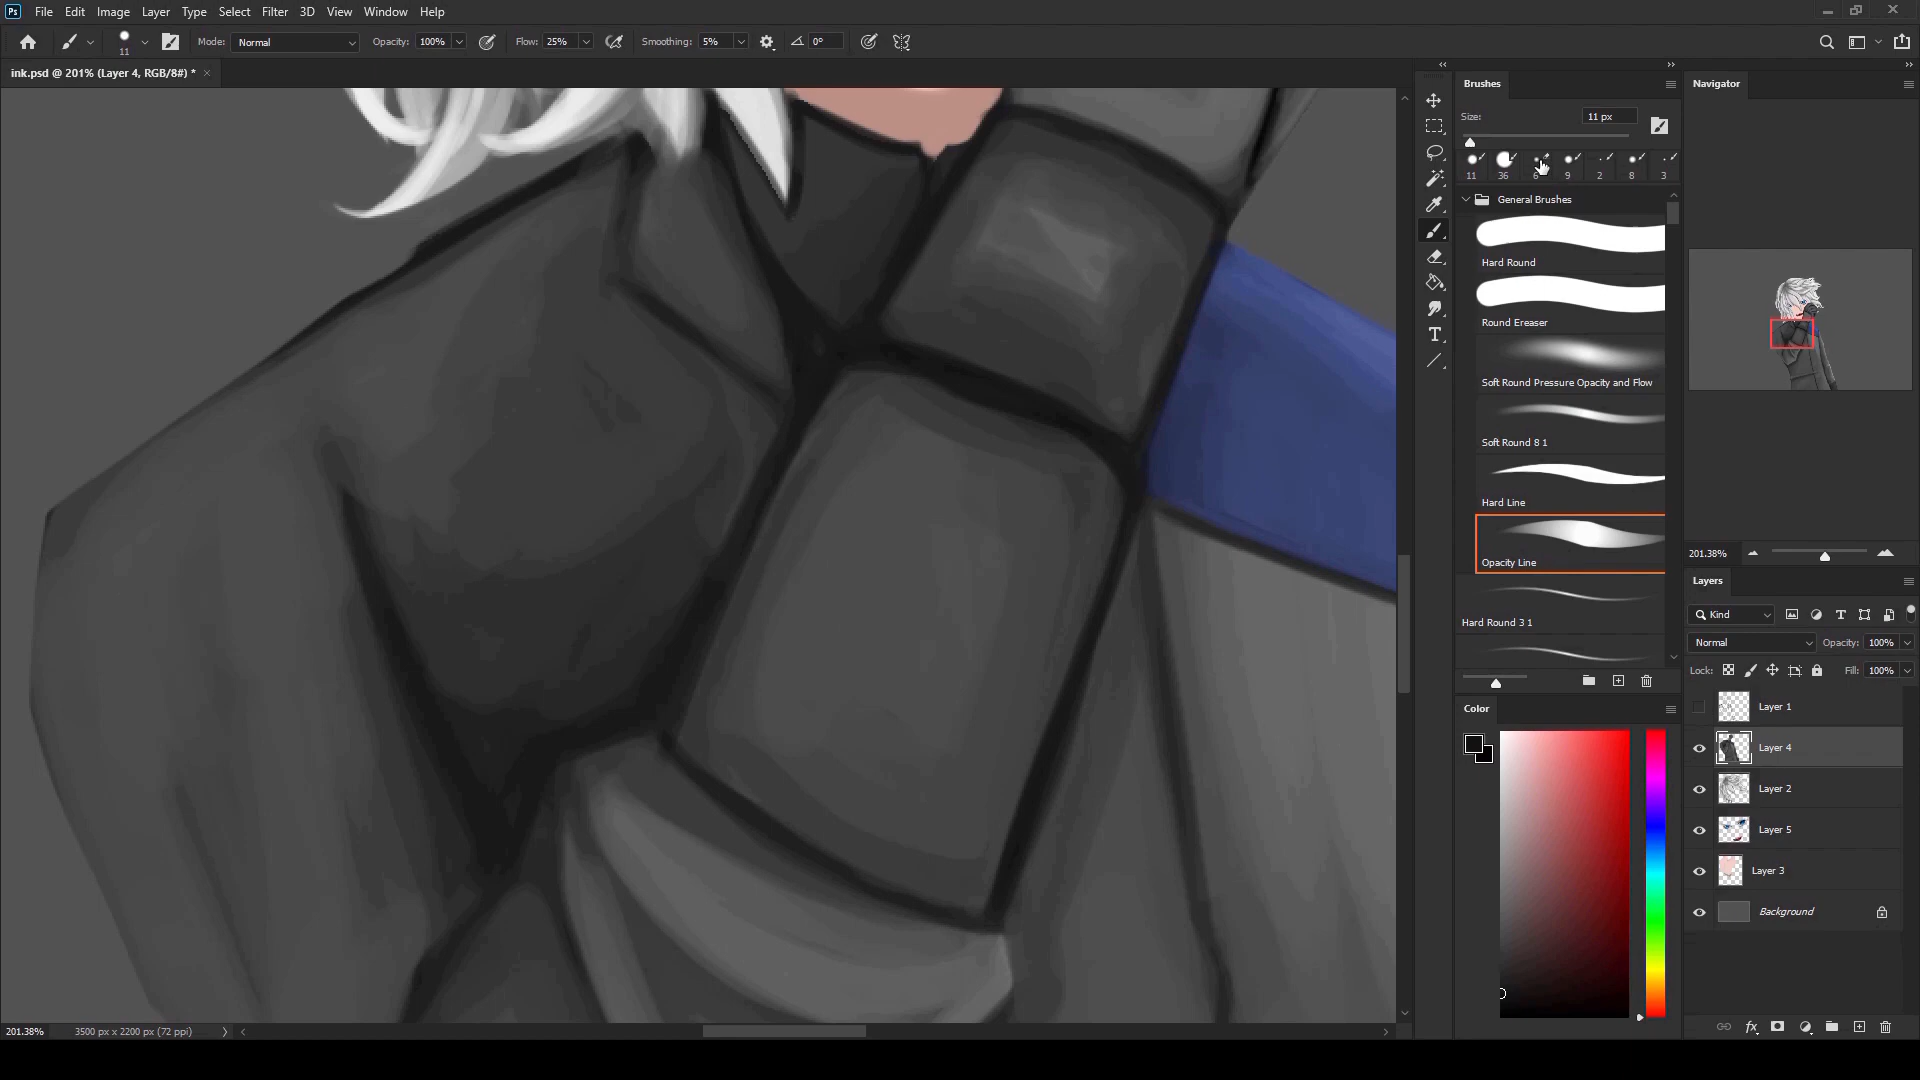 Ps File Edit Image Layer Type Select Filter 3D View Window Help
11 Mode: Normal Opacity: 100% Flow: 25% Smoothing: 5% 0°
ink.psd @ 201% (Layer 4, RGB/8#) * ×
Brushes
Size: 11 px
11 36 6 9 2 8 3
General Brushes
Hard Round
Round Ereaser
Soft Round Pressure Opacity and Flow
Soft Round 8 1
Hard Line
Opacity Line
Hard Round 3 1
Color
Navigator
201.38%
Layers
Kind
Normal Opacity: 100%
Lock: Fill: 100%
Layer 1
Layer 4
Layer 2
Layer 5
Layer 3
Background
fx
201.38% 3500 px x 2200 px (72 ppi)